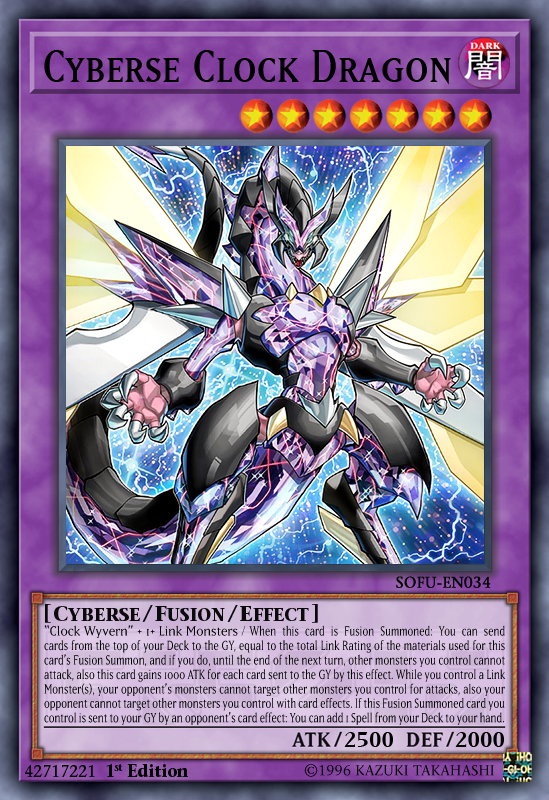 CYBERSE CLOCK DRAGON
DARK
闇
SOFU-EN034
[CYBERSE/FUSION/EFFECT]
"Clock Wyvern" + 1+ Link Monsters / When this card is Fusion Summoned: You can send
cards from the top of your Deck to the GY, equal to the total Link Rating of the materials used for this
card's Fusion Summon, and if you do, until the end of the next turn, other monsters you control cannot
attack, also this card gains 1000 ATK for each card sent to the GY by this effect. While you control a Link
Monster(s), your opponent's monsters cannot target other monsters you control for attacks, also your
opponent cannot target other monsters you control with card effects. If this Fusion Summoned card you
control is sent to your GY by an opponent's card effect: You can add 1 Spell from your Deck to your hand.
ATK/2500 DEF/2000
42717221 1st Edition ©1996 KAZUKI TAKAHASHI